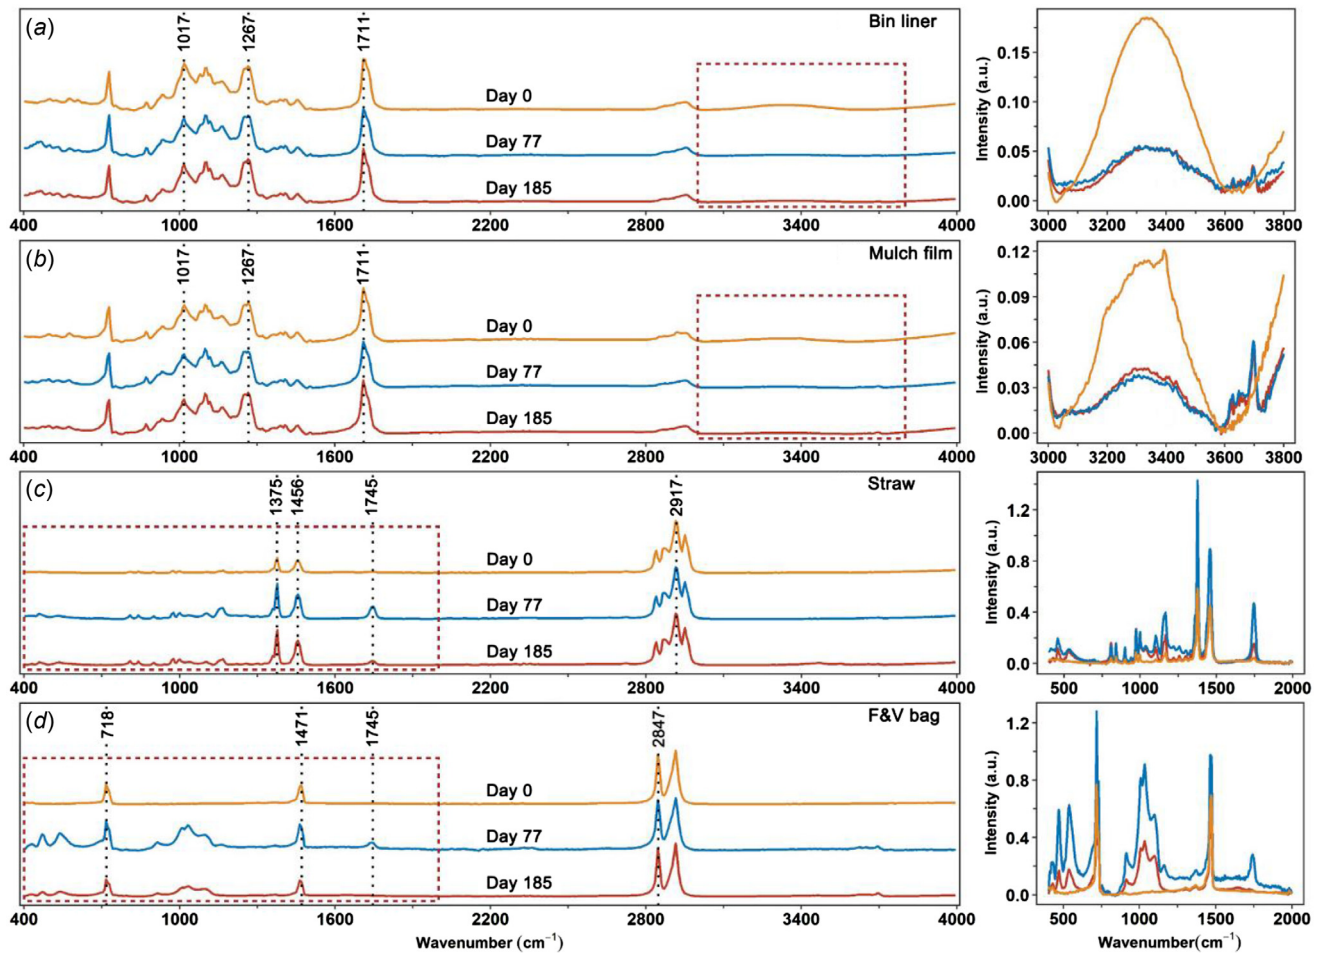 (a)
1017
1267
1711
Bin liner
Day 0
Day 77
Day 185
400 1000 1600 2200 2800 3400 4000
Intensity (a.u.)
0.15
0.10
0.05
0.00
3000 3200 3400 3600 3800
(b)
1017
1267
1711
Mulch film
Day 0
Day 77
Day 185
400 1000 1600 2200 2800 3400 4000
Intensity (a.u.)
0.12
0.09
0.06
0.03
0.00
3000 3200 3400 3600 3800
(c)
1375
1456
1745
2917
Straw
Day 0
Day 77
Day 185
400 1000 1600 2200 2800 3400 4000
Intensity (a.u.)
1.2
0.8
0.4
0.0
500 1000 1500 2000
(d)
718
1471
1745
2847
F&V bag
Day 0
Day 77
Day 185
400 1000 1600 2200 2800 3400 4000
Wavenumber (cm⁻¹)
Intensity (a.u.)
1.2
0.8
0.4
0.0
500 1000 1500 2000
Wavenumber(cm⁻¹)